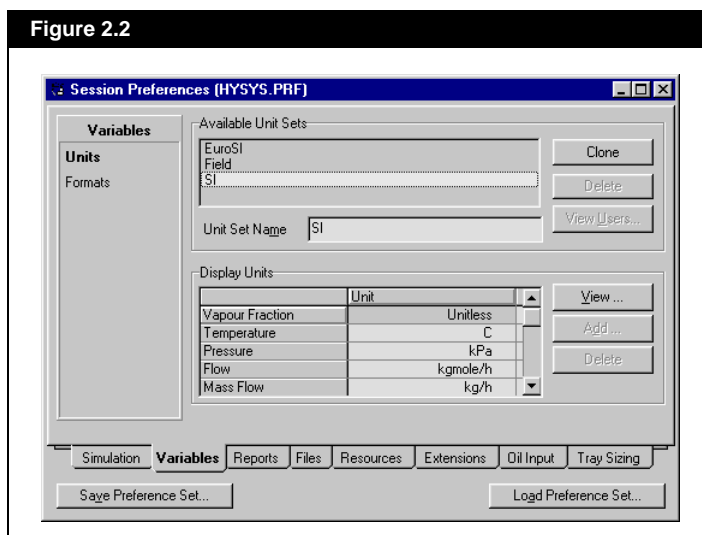 Figure 2.2
Session Preferences (HYSYS.PRF)
Variables
Units
Formats
Available Unit Sets
EuroSI
Field
SI
Unit Set Name SI
Clone
Delete
View Users...
Display Units
Unit
Vapour Fraction Unitless
Temperature C
Pressure kPa
Flow kgmole/h
Mass Flow kg/h
View ...
Add ...
Delete
Simulation Variables Reports Files Resources Extensions Oil Input Tray Sizing
Save Preference Set... Load Preference Set...